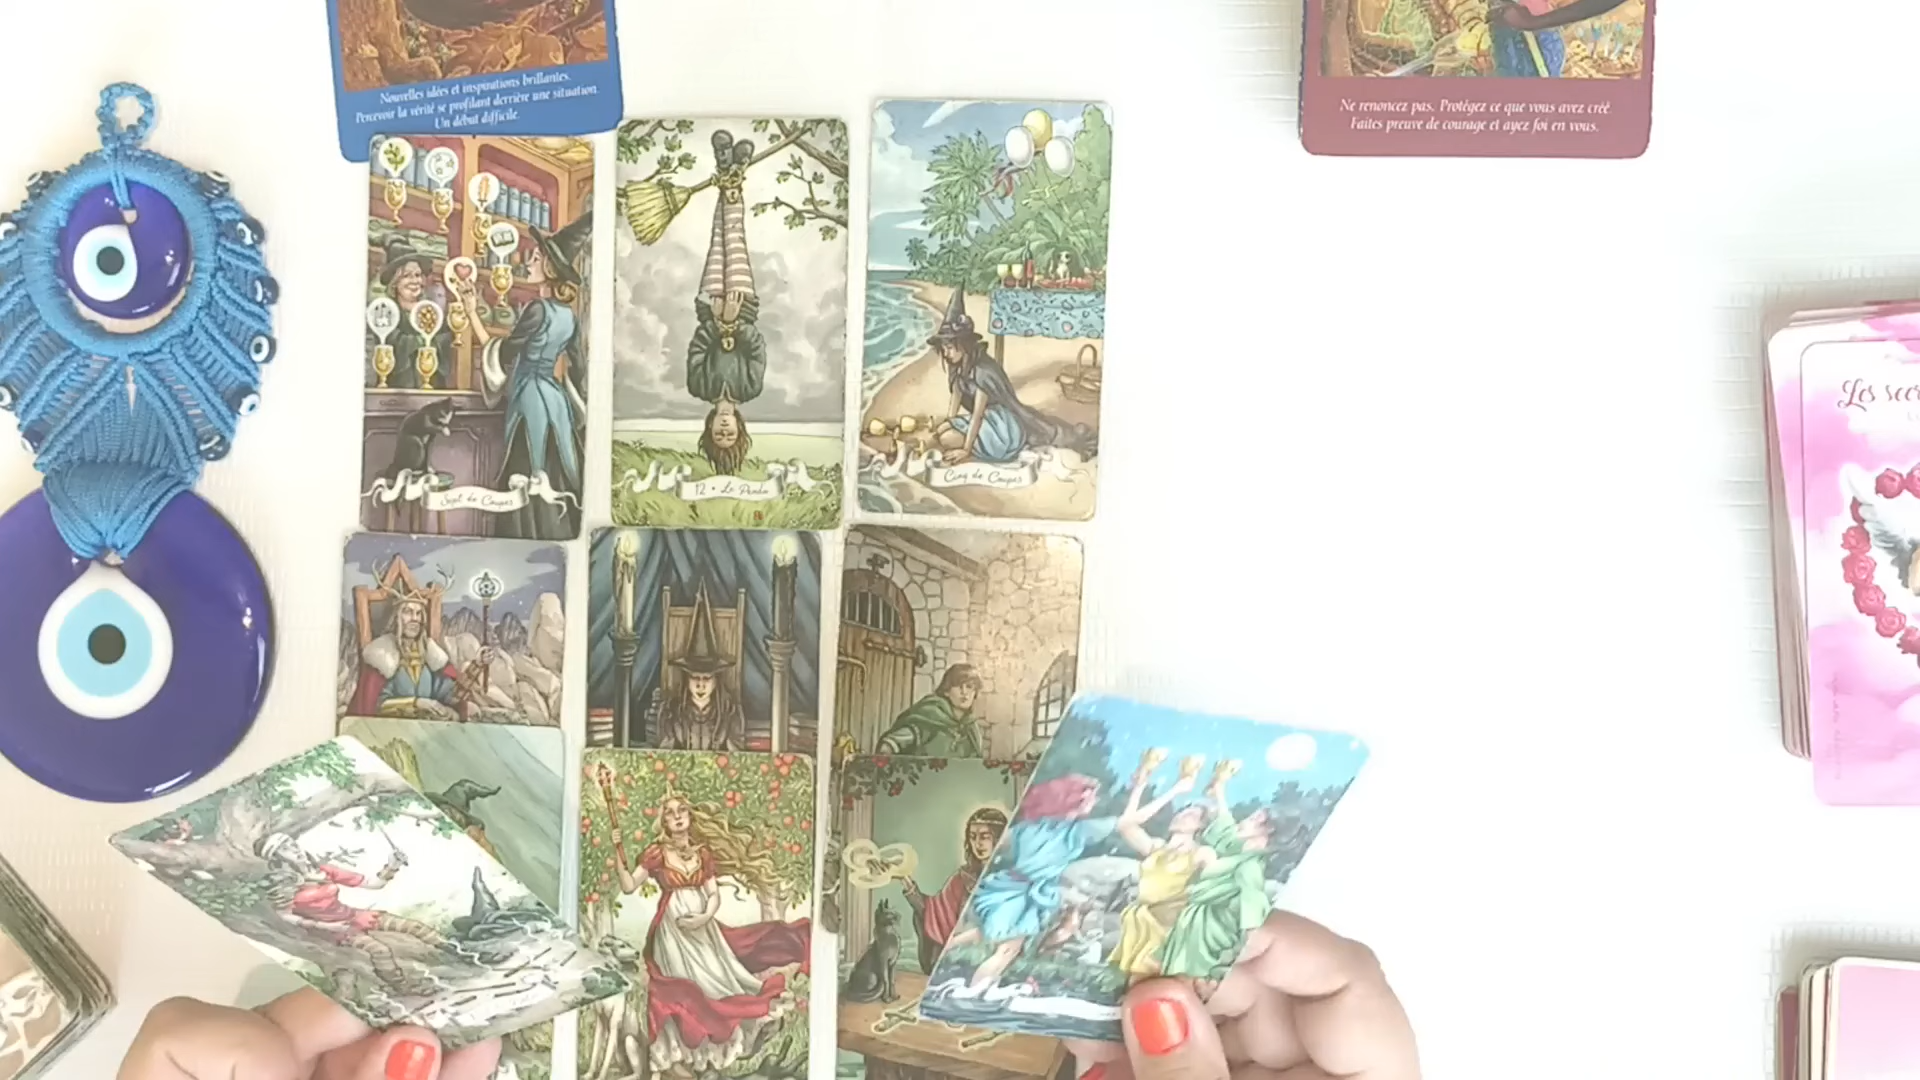 Nouvelles idées et inspirations brillantes.
Percevoir la vérité se profilant derrière une situation.
Un début difficile.
Ne renoncez pas. Protégez ce que vous avez créé.
Faites preuve de courage et ayez foi en vous.
Sept de Coupes
12 • Le Pendu
Cinq de Coupes
Les